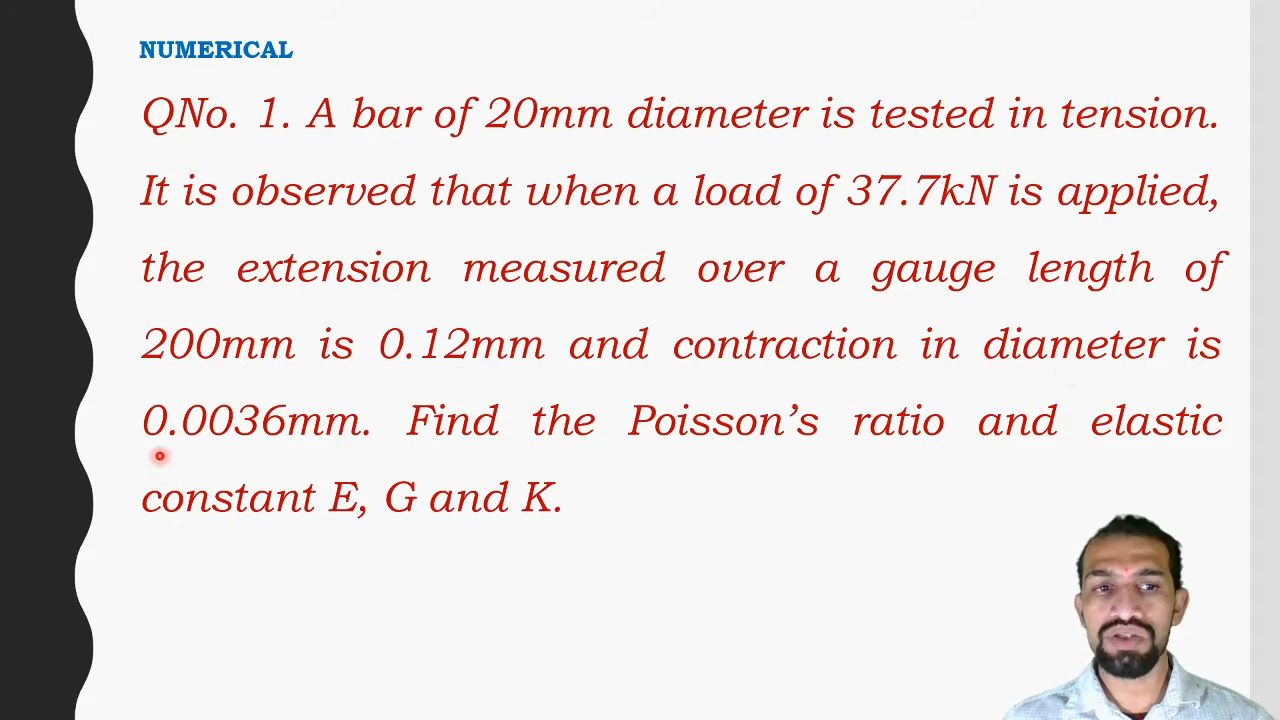 NUMERICAL
QNo. 1. A bar of 20mm diameter is tested in tension.
It is observed that when a load of 37.7kN is applied,
the extension measured over a gauge length of
200mm is 0.12mm and contraction in diameter is
0.0036mm. Find the Poisson’s ratio and elastic
constant E, G and K.